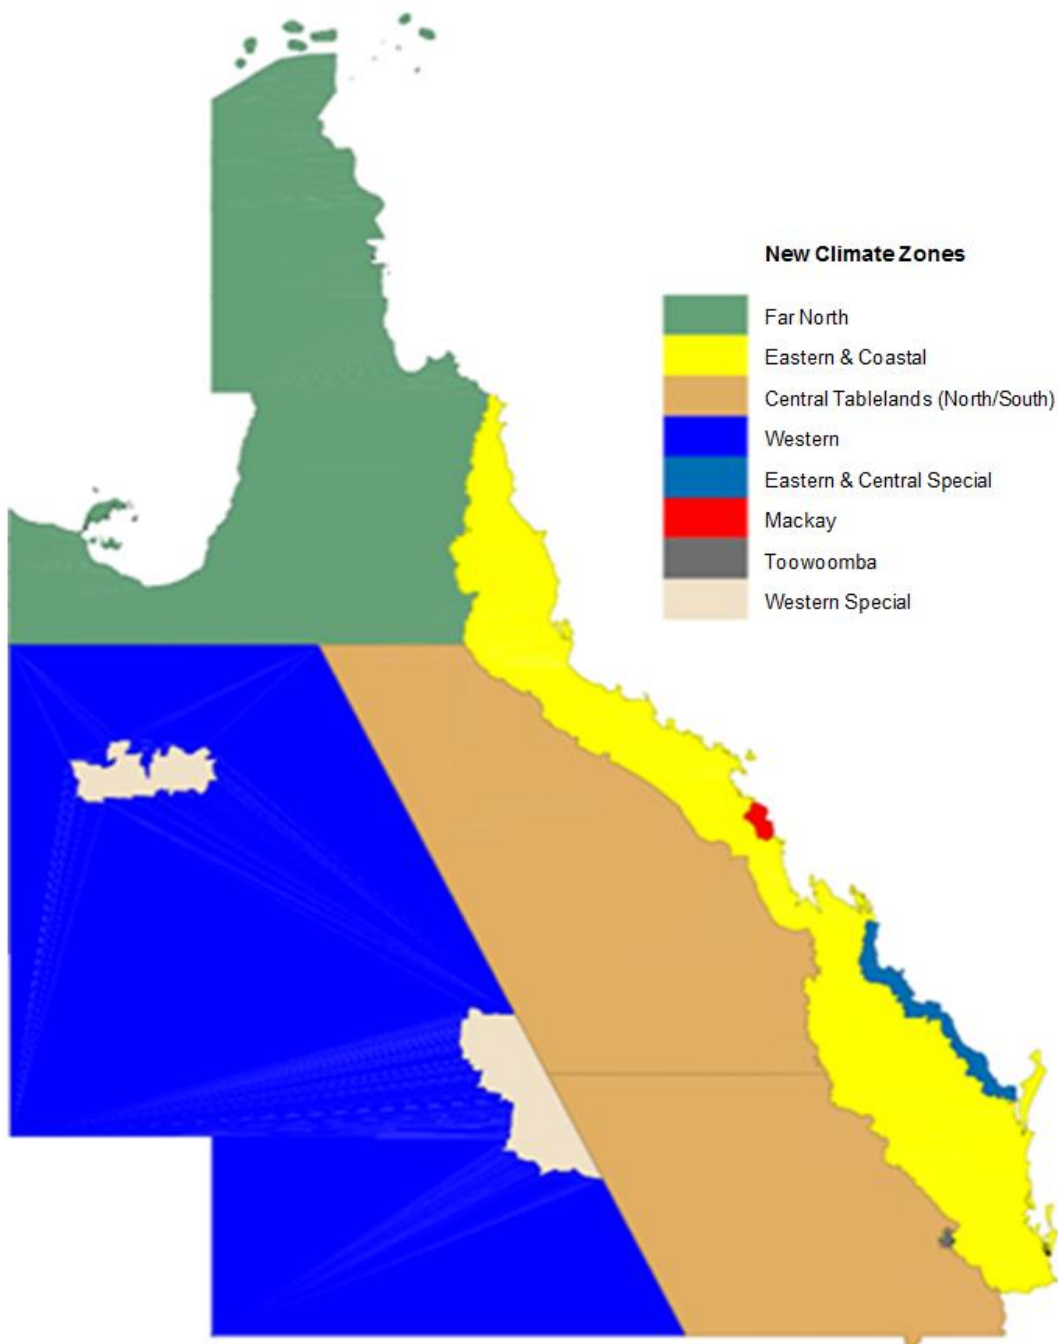 New Climate Zones
Far North
Eastern & Coastal
Central Tablelands (North/South)
Western
Eastern & Central Special
Mackay
Toowoomba
Western Special